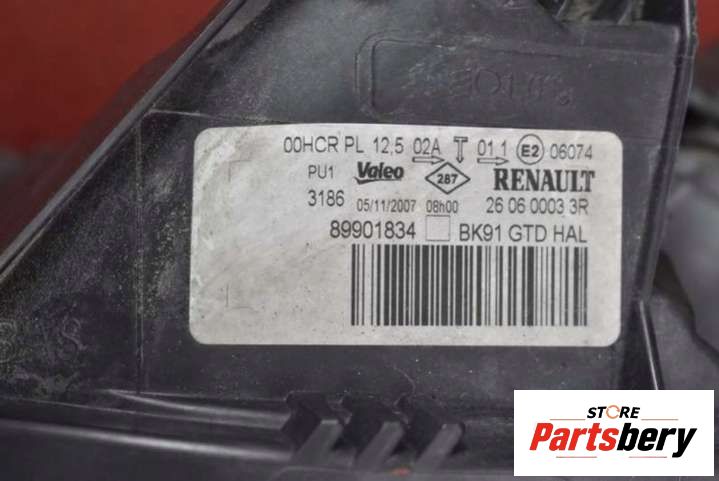 00HCR PL 12,5 02A 01 1 E2 06074
PU1 Valeo 287 RENAULT
3186 05/11/2007 08h00 26 06 0003 3R
89901834 BK91 GTD HAL
STORE
Partsbery